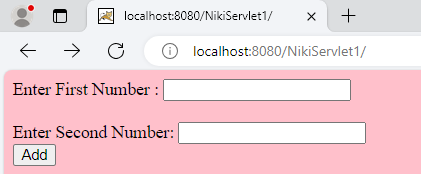 localhost:8080/NikiServlet1/
localhost:8080/NikiServlet1/
Enter First Number :
Enter Second Number:
Add